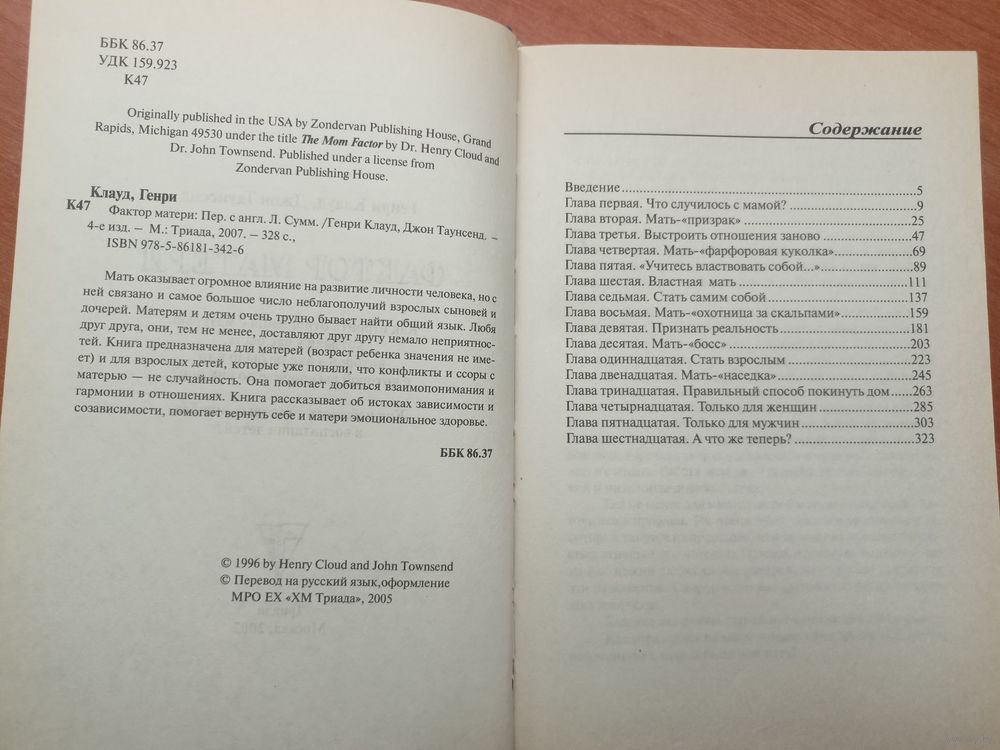 ББК 86.37
УДК 159.923
К47
Originally published in the USA by Zondervan Publishing House, Grand
Rapids, Michigan 49530 under the title The Mom Factor by Dr. Henry Cloud and
Dr. John Townsend. Published under a license from
Zondervan Publishing House.
Клауд, Генри
К47
Фактор матери: Пер. с англ. Л. Сумм. /Генри Клауд, Джон Таунсенд. –
4-е изд. – М.: Триада, 2007. – 328 с.,
ISBN 978-5-86181-342-6
Мать оказывает огромное влияние на развитие личности человека, но с
ней связано и самое большое число неблагополучий взрослых сыновей и
дочерей. Матерям и детям очень трудно бывает найти общий язык. Любя
друг друга, они, тем не менее, доставляют друг другу немало неприятнос-
тей. Книга предназначена для матерей (возраст ребенка значения не име-
ет) и для взрослых детей, которые уже поняли, что конфликты и ссоры с
матерью — не случайность. Она помогает добиться взаимопонимания и
гармонии в отношениях. Книга рассказывает об истоках зависимости и
созависимости, помогает вернуть себе и матери эмоциональное здоровье.
ББК 86.37
© 1996 by Henry Cloud and John Townsend
© Перевод на русский язык,оформление
МРО ЕХ «ХМ Триада», 2005
Содержание
Введение...5
Глава первая. Что случилось с мамой? ...9
Глава вторая. Мать-«призрак» ...25
Глава третья. Выстроить отношения заново ...47
Глава четвертая. Мать-«фарфоровая куколка»...69
Глава пятая. «Учитесь властвовать собой...»...89
Глава шестая. Властная мать...111
Глава седьмая. Стать самим собой ...137
Глава восьмая. Мать-«охотница за скальпами»...159
Глава девятая. Признать реальность...181
Глава десятая. Мать-«босс» ...203
Глава одиннадцатая. Стать взрослым ...223
Глава двенадцатая. Мать-«наседка»...245
Глава тринадцатая. Правильный способ покинуть дом...263
Глава четырнадцатая. Только для женщин...285
Глава пятнадцатая. Только для мужчин...303
Глава шестнадцатая. А что же теперь? ...323